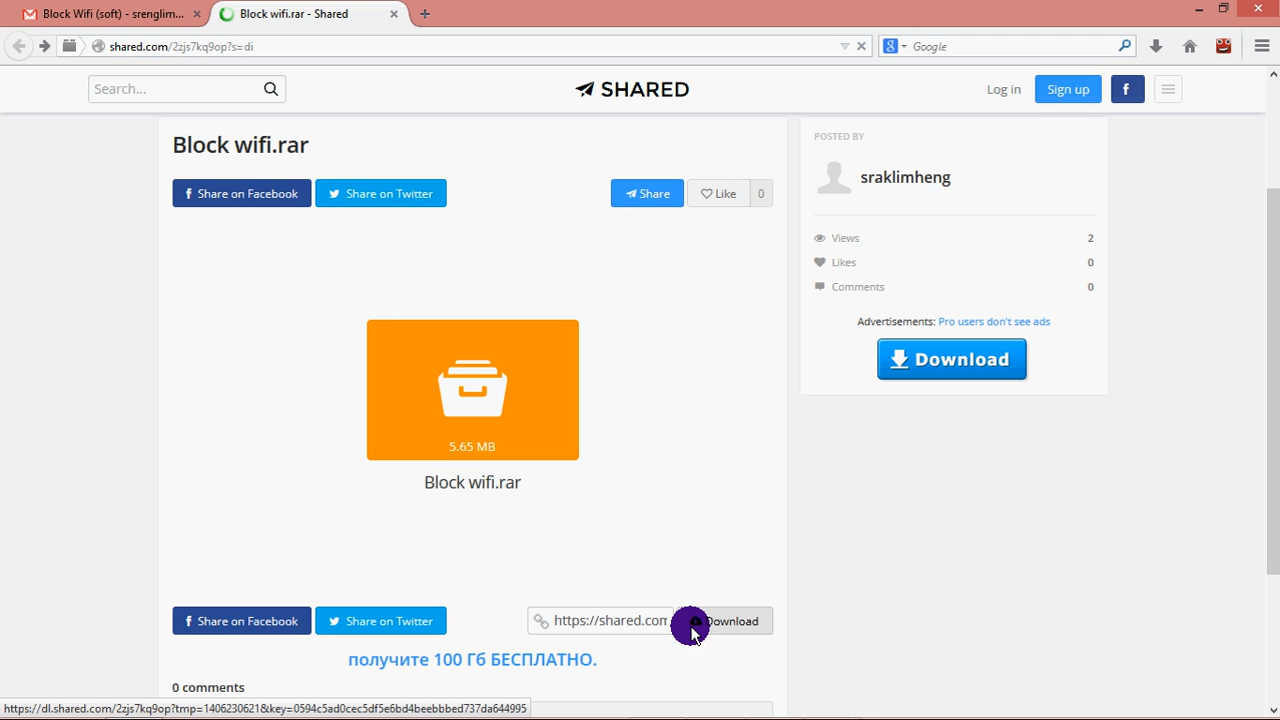 Block Wifi (soft) - srenglim...
Block wifi.rar - Shared
shared.com/2zjs7kq9op?s=di
Google
Search...
SHARED
Log in
Sign up
f
Block wifi.rar
Share on Facebook
Share on Twitter
Share
Like
0
POSTED BY
sraklimheng
Views
2
Likes
0
Comments
0
Advertisements: Pro users don't see ads
Download
5.65 MB
Block wifi.rar
Share on Facebook
Share on Twitter
https://shared.com
Download
получите 100 Гб БЕСПЛАТНО.
0 comments
https://dl.shared.com/2zjs7kq9op?tmp=1406230621&key=0594c5ad0cec5df5e6bd4beebbbed737da644995